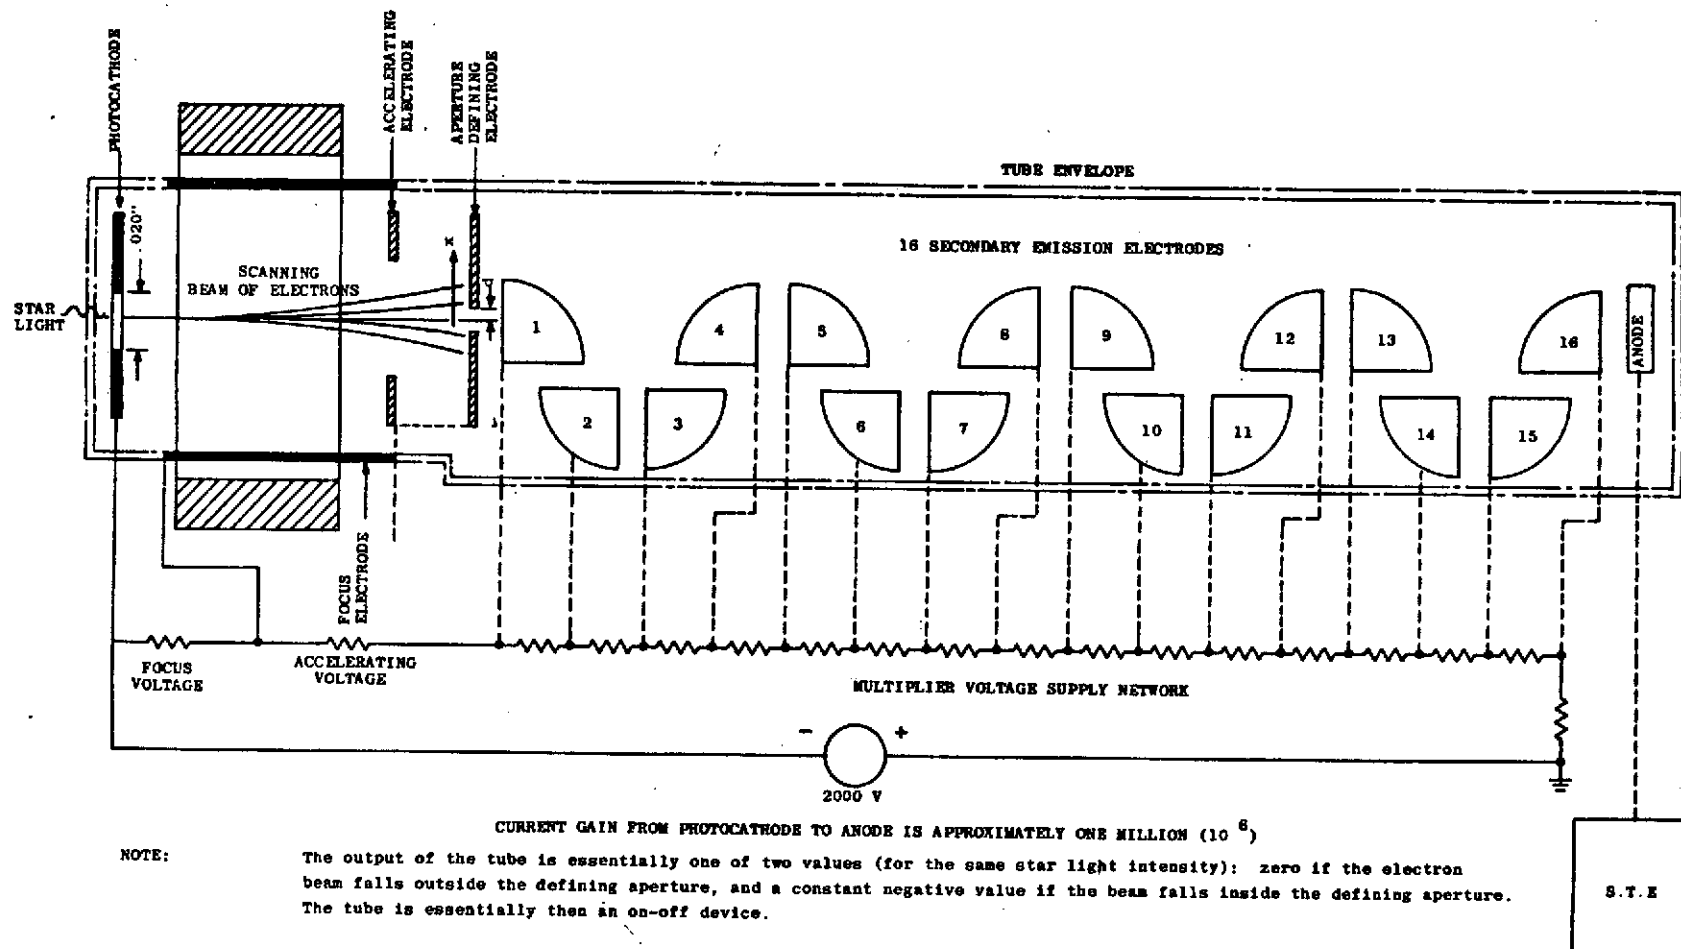 PHOTOCATHODE
ACCELERATING
ELECTRODE
APERTURE
DEFINING
ELECTRODE
TUBE ENVELOPE
.020"
x
d
16 SECONDARY EMISSION ELECTRODES
SCANNING
BEAM OF ELECTRONS
STAR
LIGHT
1
4
5
8
9
12
13
16
ANODE
2
3
6
7
10
11
14
15
FOCUS
ELECTRODE
FOCUS
VOLTAGE
ACCELERATING
VOLTAGE
MULTIPLIER VOLTAGE SUPPLY NETWORK
- +
2000 V
CURRENT GAIN FROM PHOTOCATHODE TO ANODE IS APPROXIMATELY ONE MILLION (10 6)
NOTE: The output of the tube is essentially one of two values (for the same star light intensity): zero if the electron
beam falls outside the defining aperture, and a constant negative value if the beam falls inside the defining aperture.
The tube is essentially then an on-off device.
S.T.E